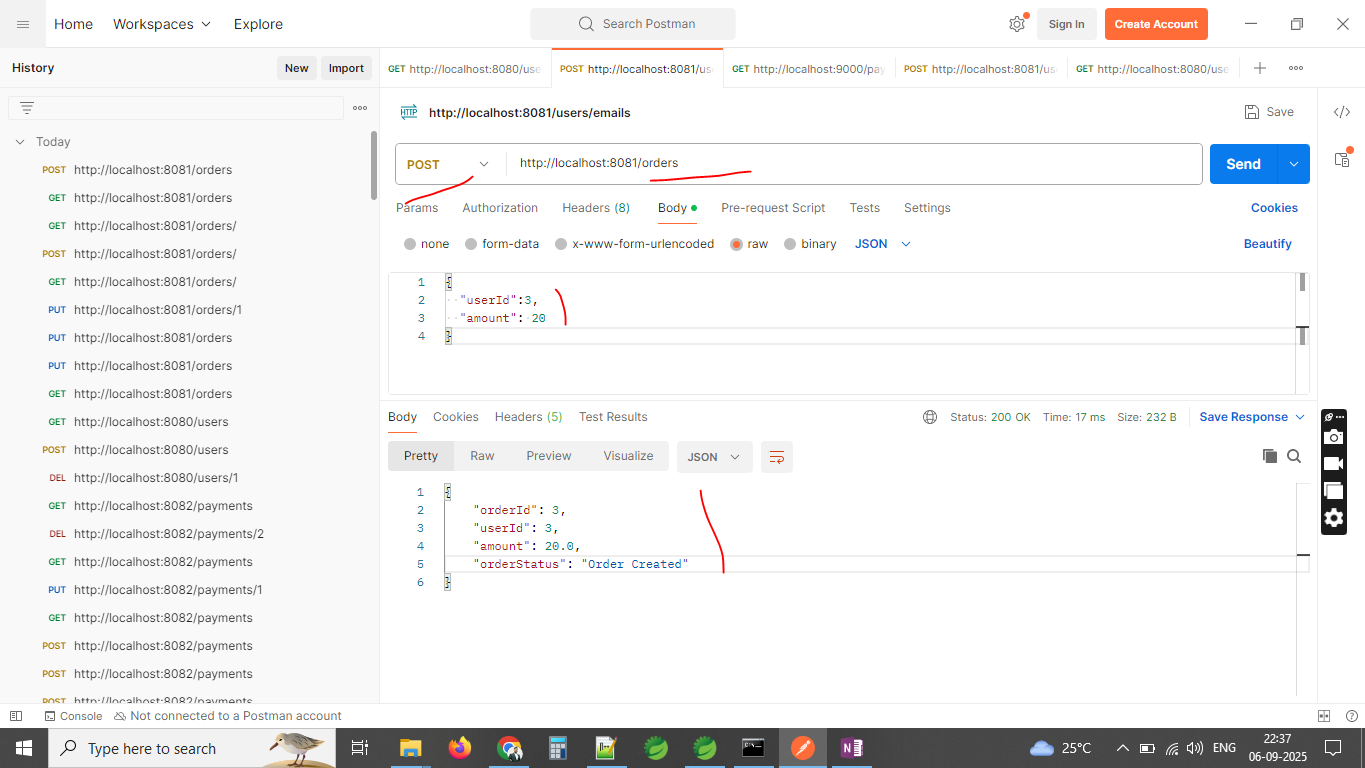 Home Workspaces Explore Search Postman Sign In Create Account
History New Import
GET http://localhost:8080/use POST http://localhost:8081/us GET http://localhost:9000/pay POST http://localhost:8081/us GET http://localhost:8080/use
HTTP http://localhost:8081/users/emails Save
Today
POST http://localhost:8081/orders
GET http://localhost:8081/orders
GET http://localhost:8081/orders/
POST http://localhost:8081/orders/
GET http://localhost:8081/orders/
PUT http://localhost:8081/orders/1
PUT http://localhost:8081/orders
PUT http://localhost:8081/orders
GET http://localhost:8081/orders
GET http://localhost:8080/users
POST http://localhost:8080/users
DEL http://localhost:8080/users/1
GET http://localhost:8082/payments
DEL http://localhost:8082/payments/2
GET http://localhost:8082/payments
PUT http://localhost:8082/payments/1
GET http://localhost:8082/payments
POST http://localhost:8082/payments
POST http://localhost:8082/payments
POST http://localhost:8082/payments
POST http://localhost:8081/orders Send
Params Authorization Headers (8) Body Pre-request Script Tests Settings Cookies
none form-data x-www-form-urlencoded raw binary JSON Beautify
1 {
2 "userId":3,
3 "amount": 20
4 }
Body Cookies Headers (5) Test Results Status: 200 OK Time: 17 ms Size: 232 B Save Response
Pretty Raw Preview Visualize JSON
1 {
2 "orderId": 3,
3 "userId": 3,
4 "amount": 20.0,
5 "orderStatus": "Order Created"
6 }
Console Not connected to a Postman account
Type here to search 25°C ENG 22:37
06-09-2025